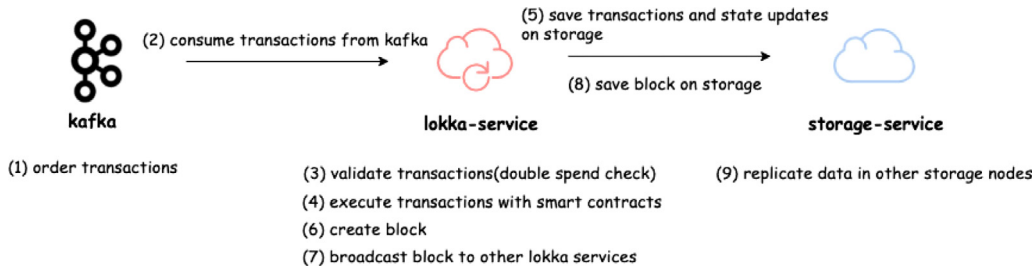 (5) save transactions and state updates
on storage
(2) consume transactions from kafka
(8) save block on storage
kafka
lokka-service
storage-service
(1) order transactions
(3) validate transactions(double spend check)
(9) replicate data in other storage nodes
(4) execute transactions with smart contracts
(6) create block
(7) broadcast block to other lokka services